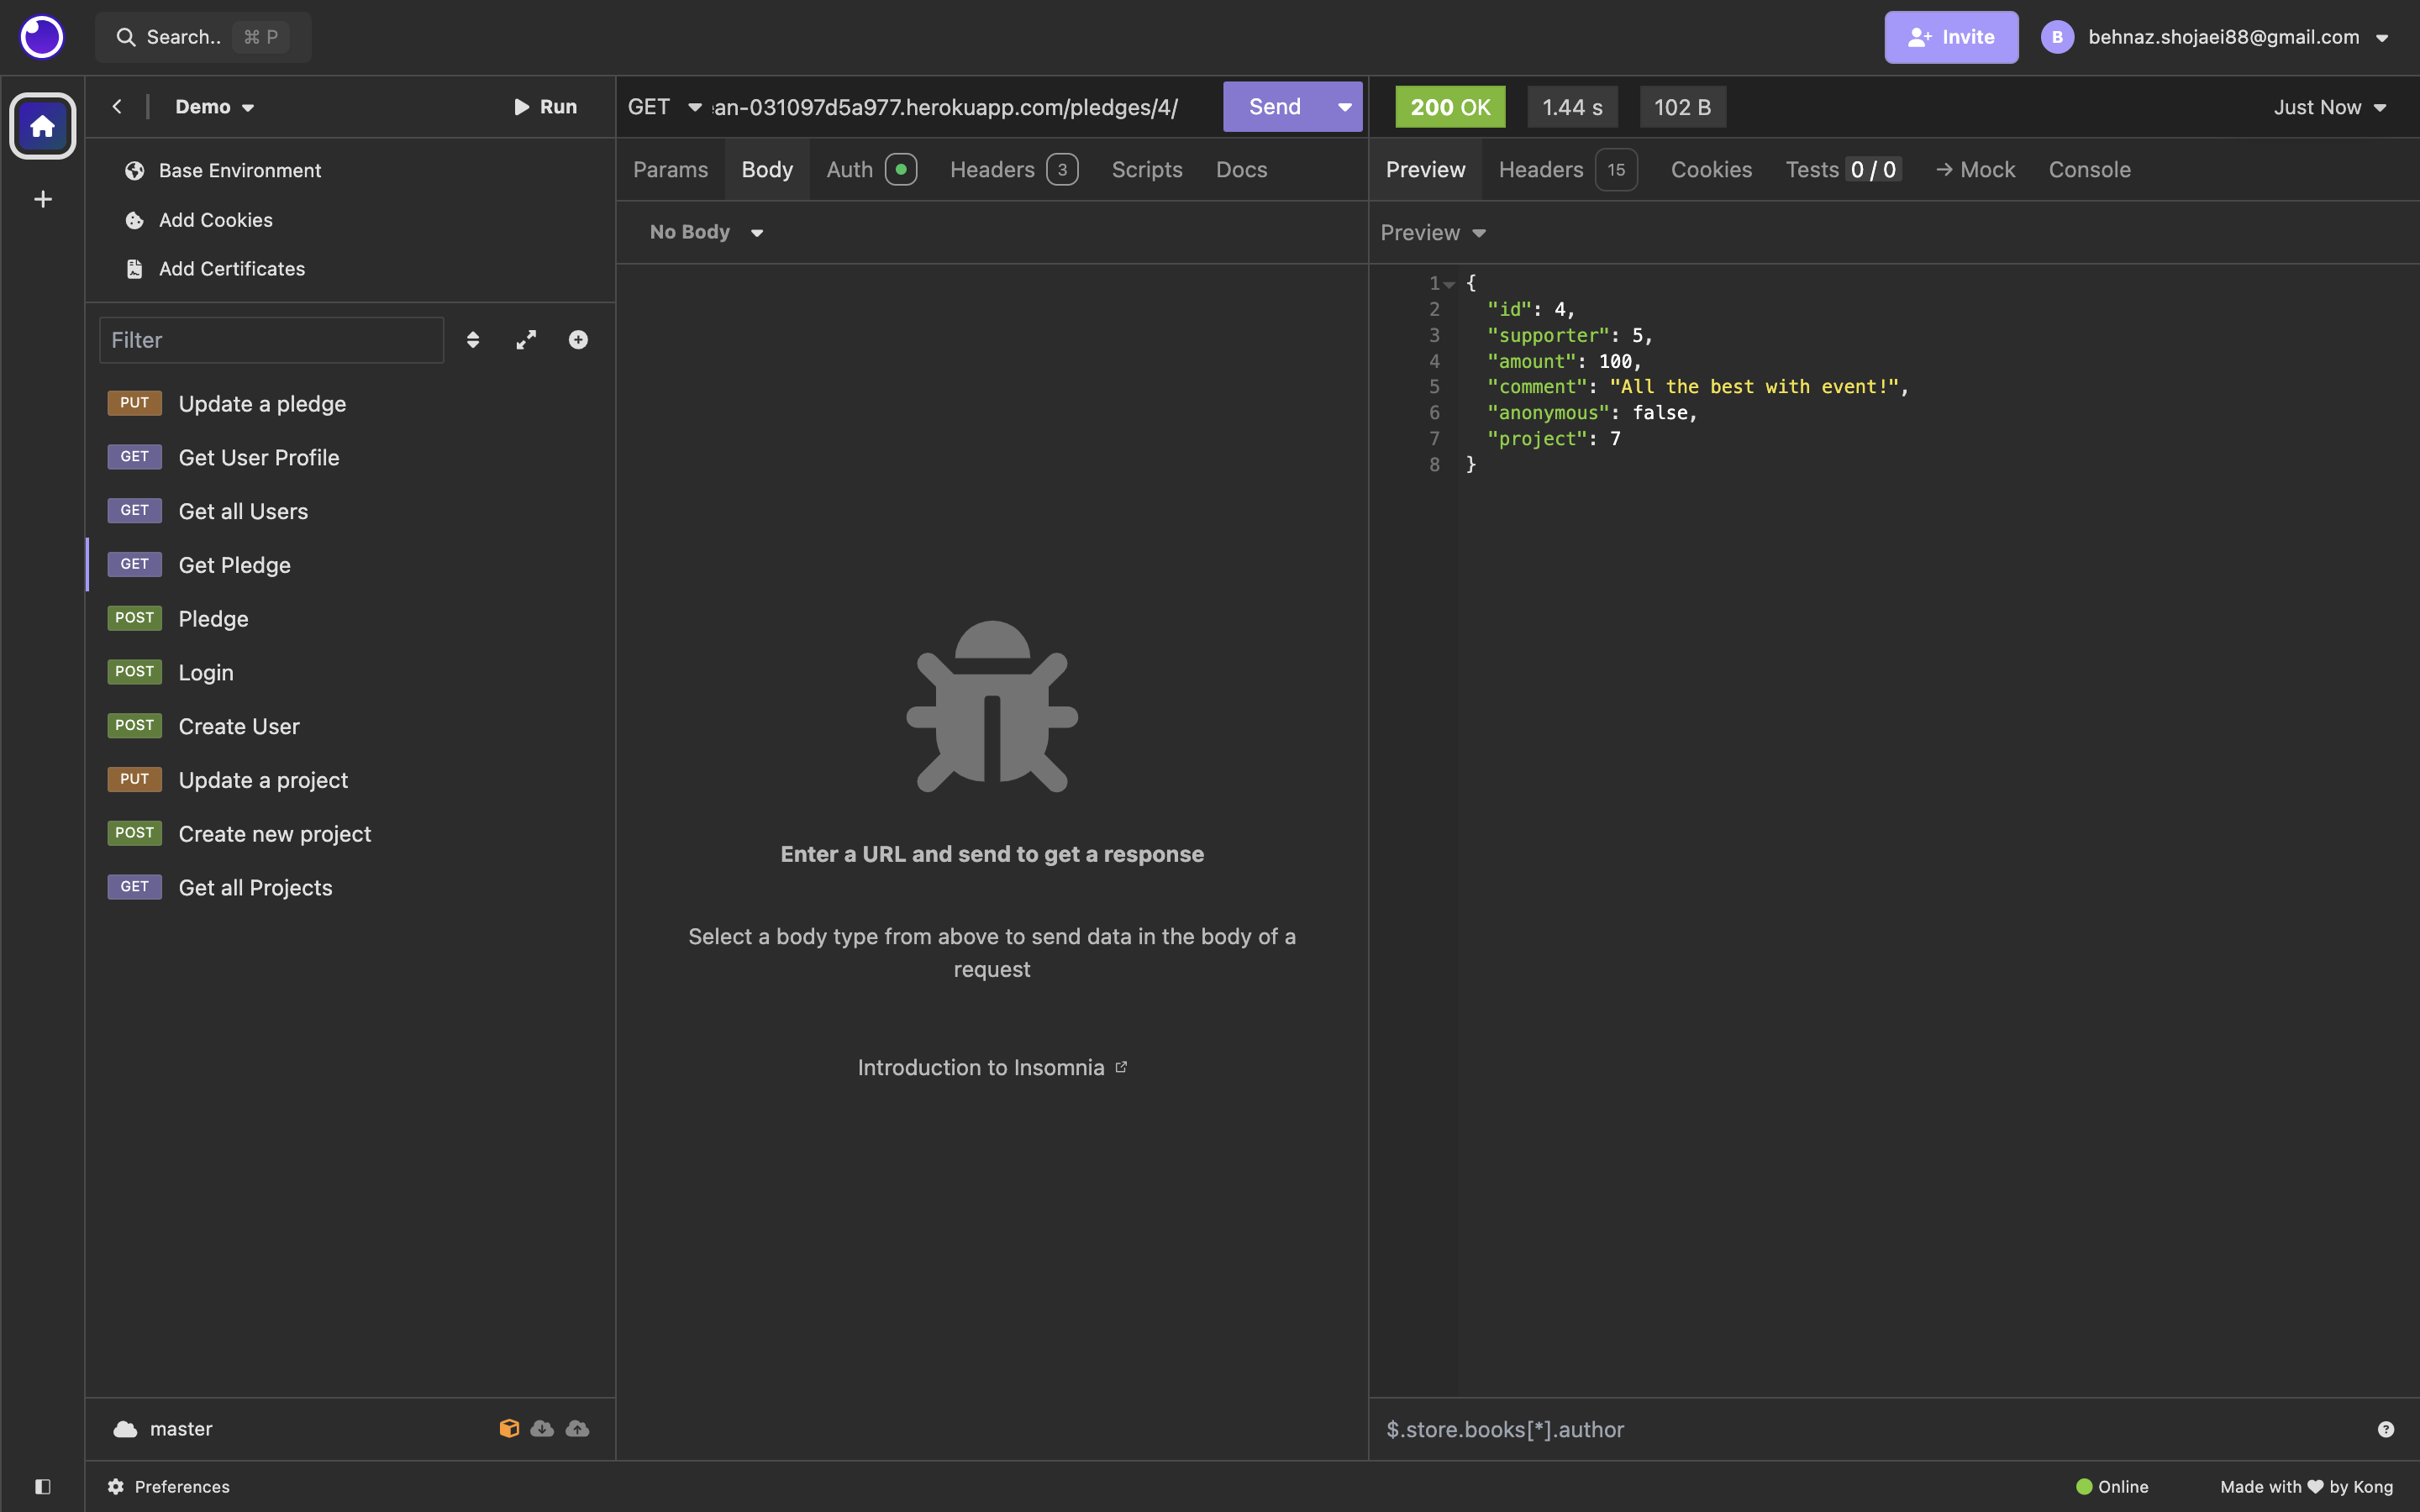 Search.. ⌘ P
Invite
B behnaz.shojaei88@gmail.com
Demo
Run
Base Environment
Add Cookies
Add Certificates
Filter
PUT Update a pledge
GET Get User Profile
GET Get all Users
GET Get Pledge
POST Pledge
POST Login
POST Create User
PUT Update a project
POST Create new project
GET Get all Projects
master
Preferences
GET an-031097d5a977.herokuapp.com/pledges/4/ Send
Params Body Auth Headers 3 Scripts Docs
No Body
Enter a URL and send to get a response
Select a body type from above to send data in the body of a
request
Introduction to Insomnia
200 OK 1.44 s 102 B Just Now
Preview Headers 15 Cookies Tests 0 / 0 → Mock Console
Preview
1 {
2 "id": 4,
3 "supporter": 5,
4 "amount": 100,
5 "comment": "All the best with event!",
6 "anonymous": false,
7 "project": 7
8 }
$.store.books[*].author
?
Online
Made with ♥ by Kong